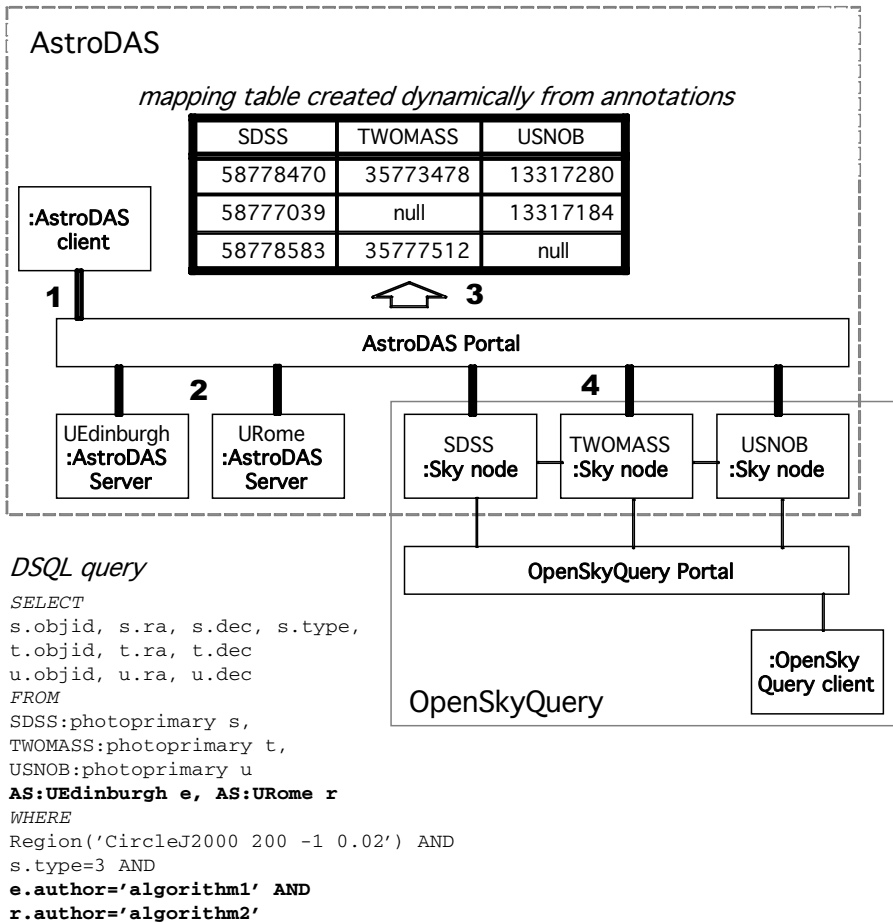 AstroDAS
mapping table created dynamically from annotations
SDSS TWOMASS USNOB
58778470 35773478 13317280
58777039 null 13317184
58778583 35777512 null
:AstroDAS
client
1
3
AstroDAS Portal
2
4
UEdinburgh
:AstroDAS
Server
URome
:AstroDAS
Server
SDSS
:Sky node
TWOMASS
:Sky node
USNOB
:Sky node
OpenSkyQuery Portal
:OpenSky
Query client
OpenSkyQuery
DSQL query
SELECT
s.objid, s.ra, s.dec, s.type,
t.objid, t.ra, t.dec
u.objid, u.ra, u.dec
FROM
SDSS:photoprimary s,
TWOMASS:photoprimary t,
USNOB:photoprimary u
AS:UEdinburgh e, AS:URome r
WHERE
Region('CircleJ2000 200 -1 0.02') AND
s.type=3 AND
e.author='algorithm1' AND
r.author='algorithm2'